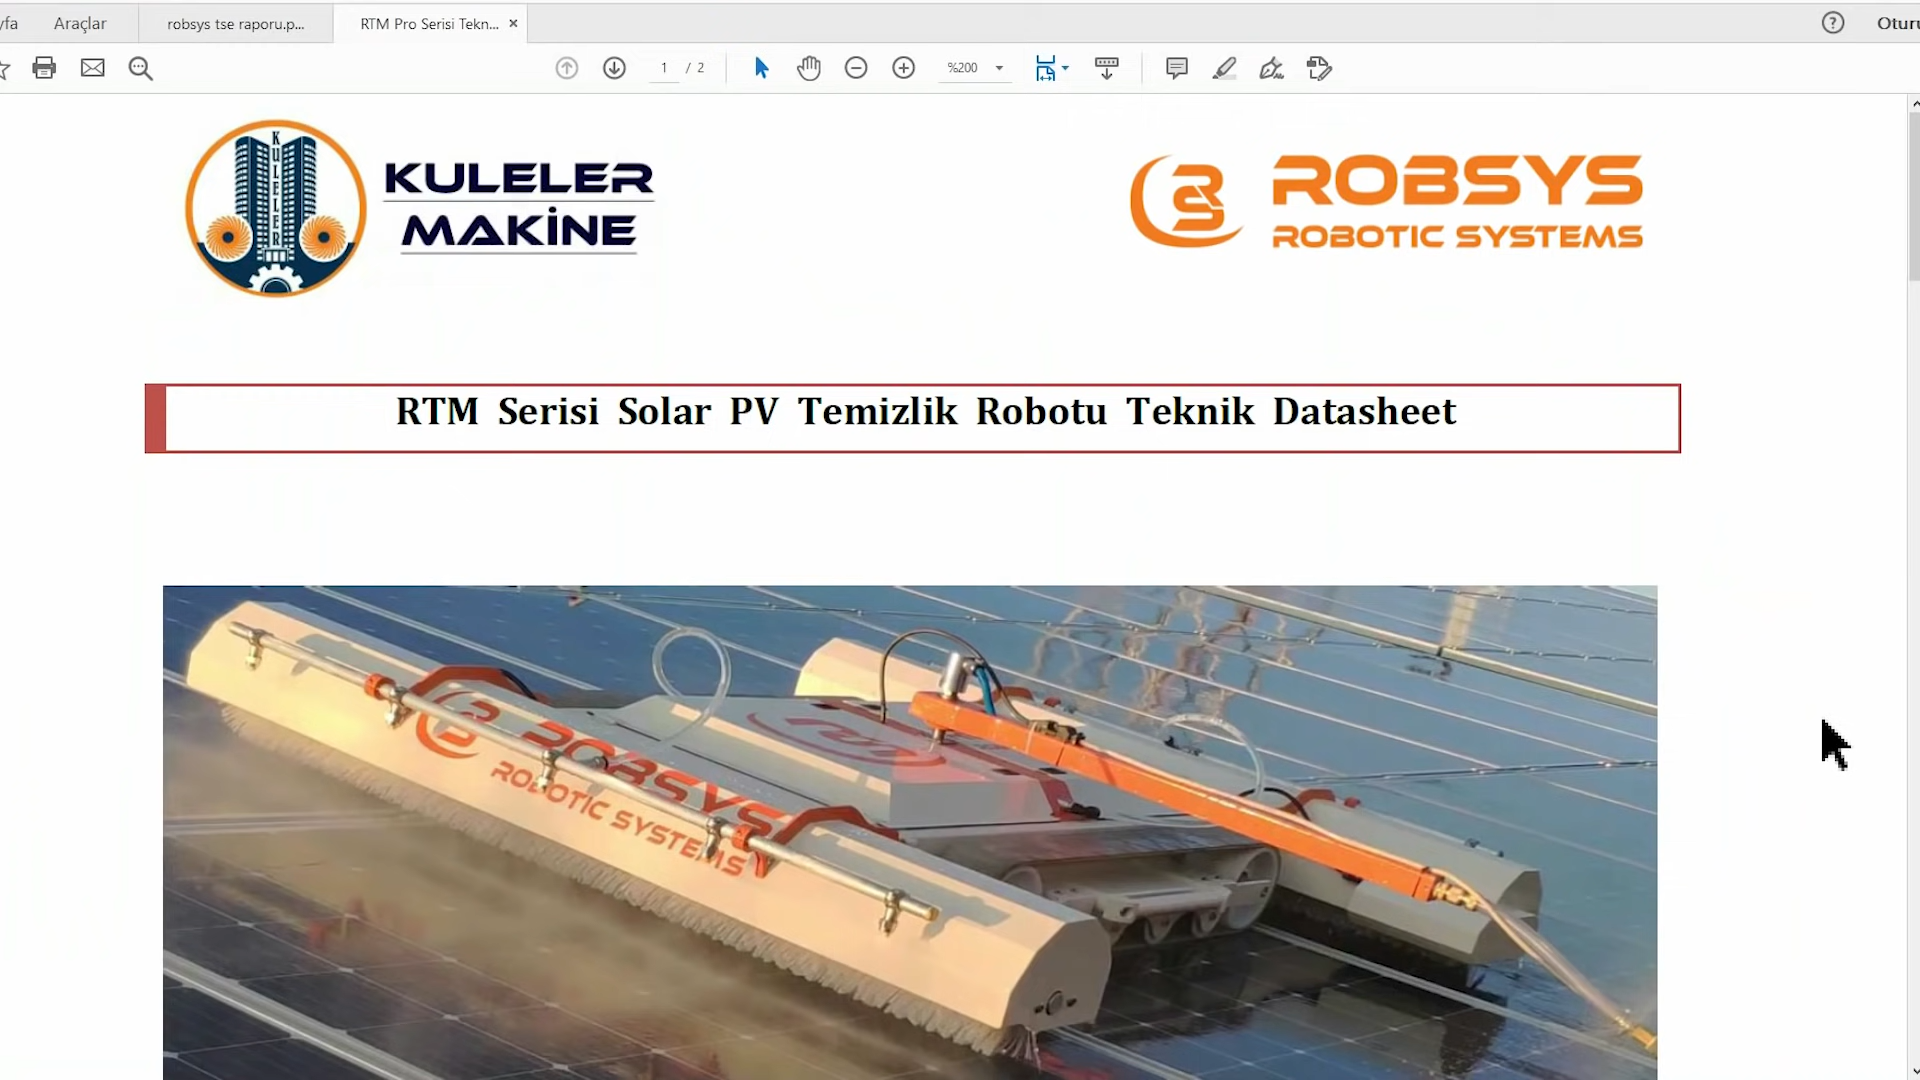 yfa
Araçlar
robsys tse raporu.p...
RTM Pro Serisi Tekn...
Oturu
1 / 2
%200
KULELER
KULELER
MAKİNE
ROBSYS
ROBOTIC SYSTEMS
RTM Serisi Solar PV Temizlik Robotu Teknik Datasheet
ROBSYS
ROBOTIC SYSTEMS